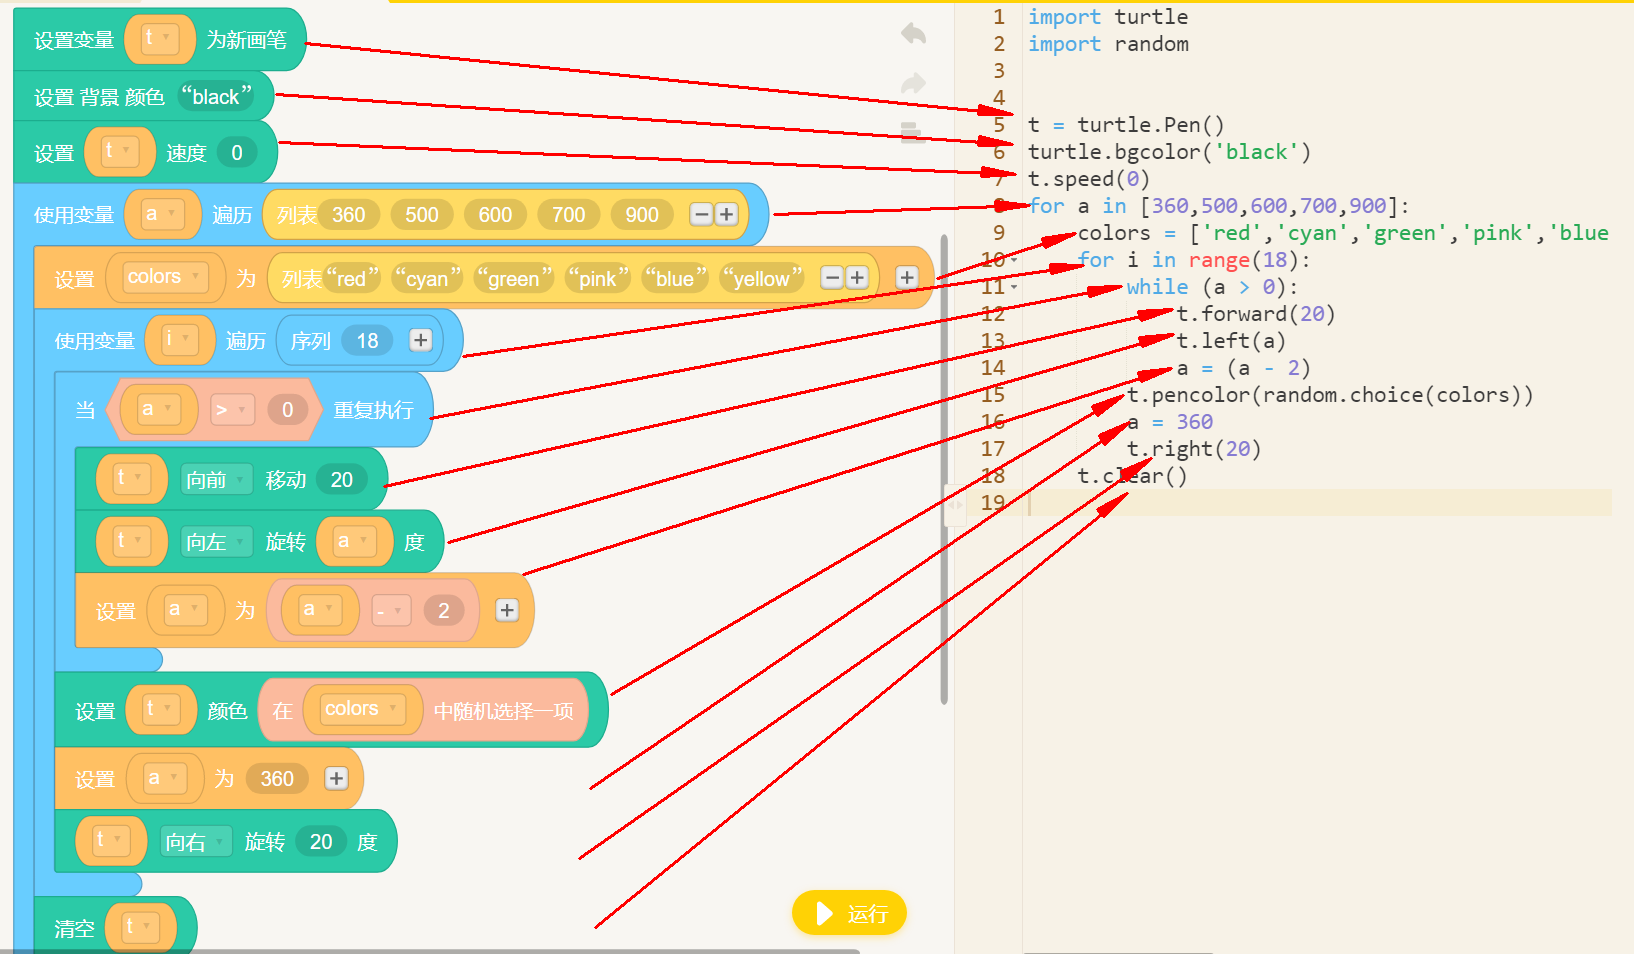 设置变量 t 为新画笔
设置 背景 颜色 “black”
设置 t 速度 0
使用变量 a 遍历 列表 360 500 600 700 900 − +
设置 colors 为 列表 “red” “cyan” “green” “pink” “blue” “yellow” − + +
使用变量 i 遍历 序列 18 +
当 a > 0 重复执行
t 向前 移动 20
t 向左 旋转 a 度
设置 a 为 a - 2 +
设置 t 颜色 在 colors 中随机选择一项
设置 a 为 360 +
t 向右 旋转 20 度
清空 t
运行
1 import turtle
2 import random
3
4
5 t = turtle.Pen()
6 turtle.bgcolor('black')
7 t.speed(0)
8 for a in [360,500,600,700,900]:
9 colors = ['red','cyan','green','pink','blue
10 for i in range(18):
11 while (a > 0):
12 t.forward(20)
13 t.left(a)
14 a = (a - 2)
15 t.pencolor(random.choice(colors))
16 a = 360
17 t.right(20)
18 t.clear()
19